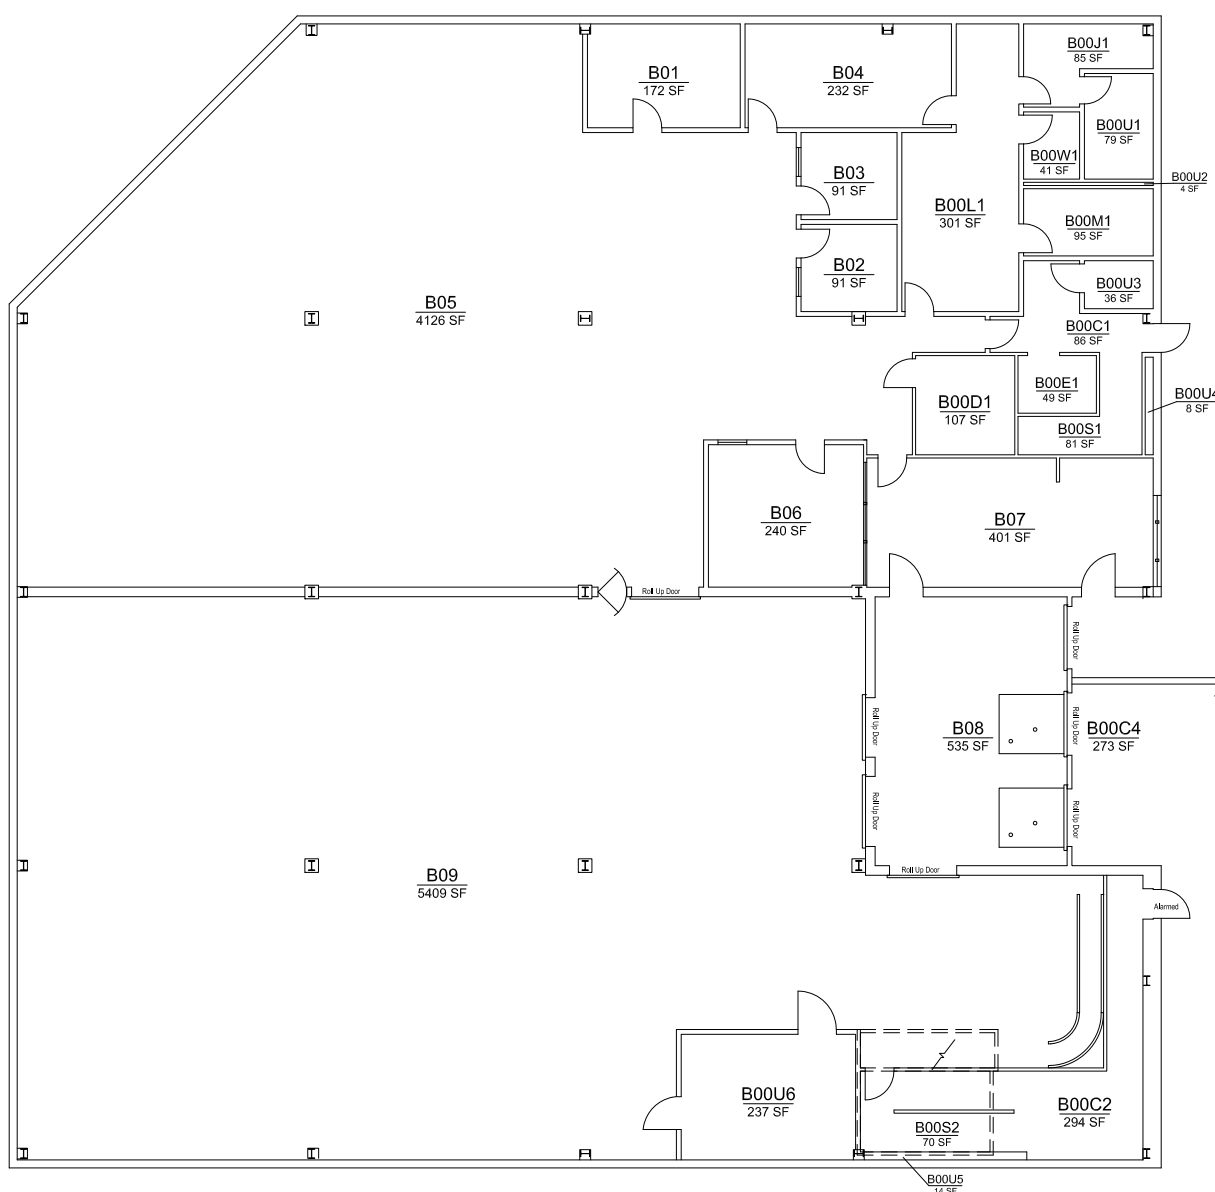 B00J1
85 SF
B01
172 SF
B04
232 SF
B00U1
79 SF
B00W1
41 SF
B03
91 SF
B00U2
4 SF
B00L1
301 SF
B00M1
95 SF
B02
91 SF
B00U3
36 SF
B05
4126 SF
B00C1
86 SF
B00E1
49 SF
B00U4
8 SF
B00D1
107 SF
B00S1
81 SF
B06
240 SF
B07
401 SF
Roll Up Door
Roll Up Door
Roll Up Door
Roll Up Door
B08
535 SF
B00C4
273 SF
Roll Up Door
Roll Up Door
Roll Up Door
B09
5409 SF
Alarmed
B00U6
237 SF
B00C2
294 SF
B00S2
70 SF
B00U5
14 SF